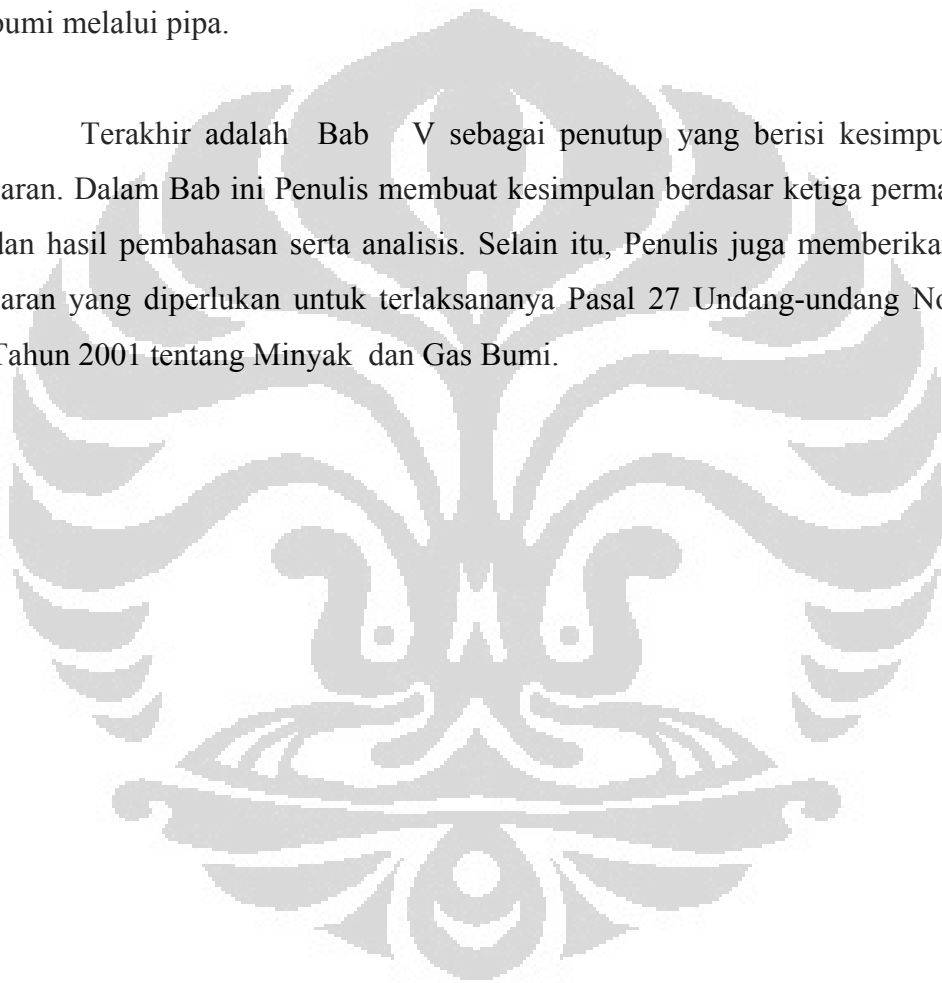 bumi melalui pipa.
Terakhir adalah Bab V sebagai penutup yang berisi kesimpu
aran. Dalam Bab ini Penulis membuat kesimpulan berdasar ketiga perma
dan hasil pembahasan serta analisis. Selain itu, Penulis juga memberika
aran yang diperlukan untuk terlaksananya Pasal 27 Undang-undang No
Tahun 2001 tentang Minyak dan Gas Bumi.